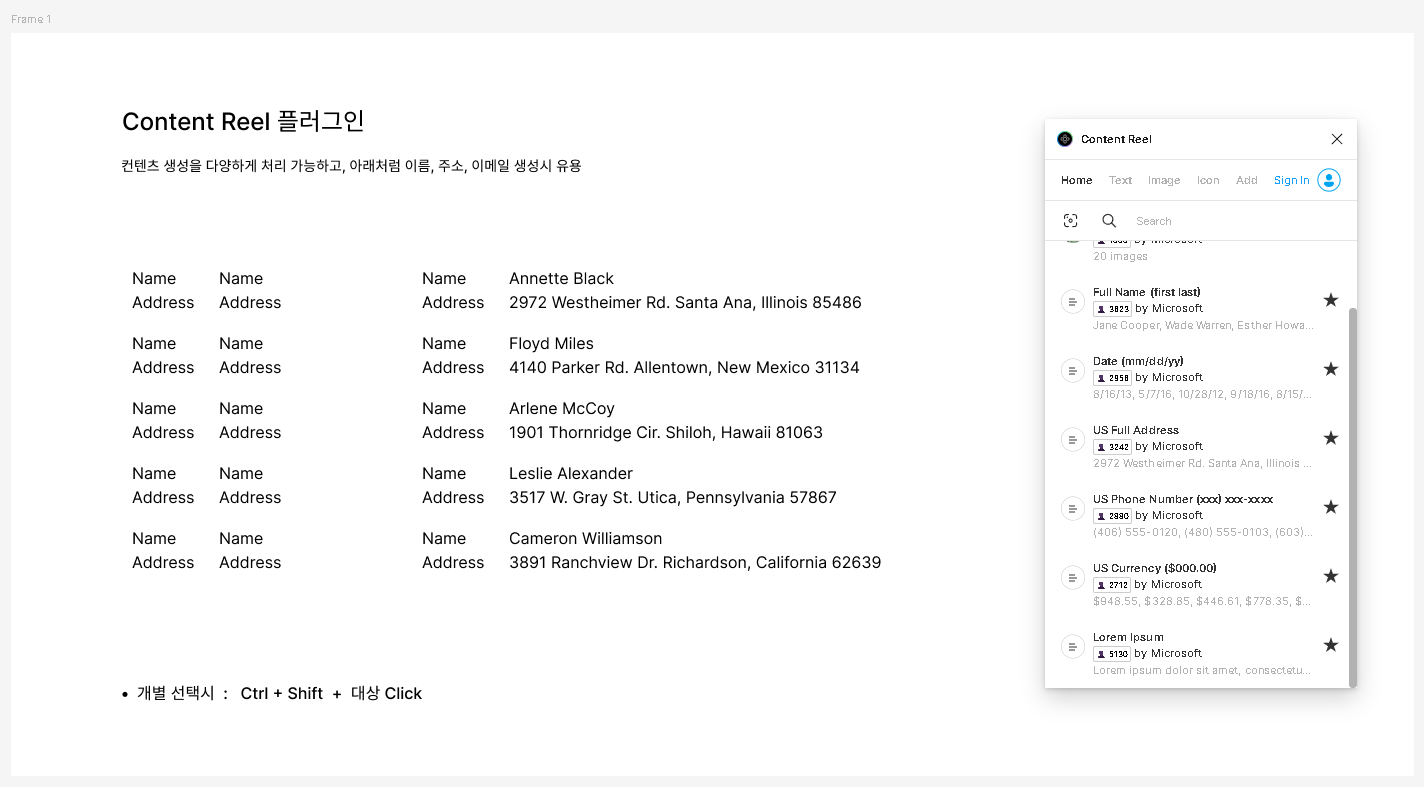 Frame 1
Content Reel 플러그인
컨텐츠 생성을 다양하게 처리 가능하고, 아래처럼 이름, 주소, 이메일 생성시 유용
Name Name
Address Address
Name Name
Address Address
Name Name
Address Address
Name Name
Address Address
Name Name
Address Address
Name Annette Black
Address 2972 Westheimer Rd. Santa Ana, Illinois 85486
Name Floyd Miles
Address 4140 Parker Rd. Allentown, New Mexico 31134
Name Arlene McCoy
Address 1901 Thornridge Cir. Shiloh, Hawaii 81063
Name Leslie Alexander
Address 3517 W. Gray St. Utica, Pennsylvania 57867
Name Cameron Williamson
Address 3891 Ranchview Dr. Richardson, California 62639
• 개별 선택시 : Ctrl + Shift + 대상 Click
Content Reel
Home Text Image Icon Add Sign In
Search
by Microsoft
20 images
Full Name (first last)
3823 by Microsoft
Jane Cooper, Wade Warren, Esther Howa...
Date (mm/dd/yy)
2958 by Microsoft
8/16/13, 5/7/16, 10/28/12, 9/18/16, 8/15/...
US Full Address
3242 by Microsoft
2972 Westheimer Rd. Santa Ana, Illinois ...
US Phone Number (xxx) xxx-xxxx
2880 by Microsoft
(406) 555-0120, (480) 555-0103, (603)...
US Currency ($000.00)
2712 by Microsoft
$948.55, $328.85, $446.61, $778.35, $...
Lorem Ipsum
5130 by Microsoft
Lorem ipsum dolor sit amet, consectetu...